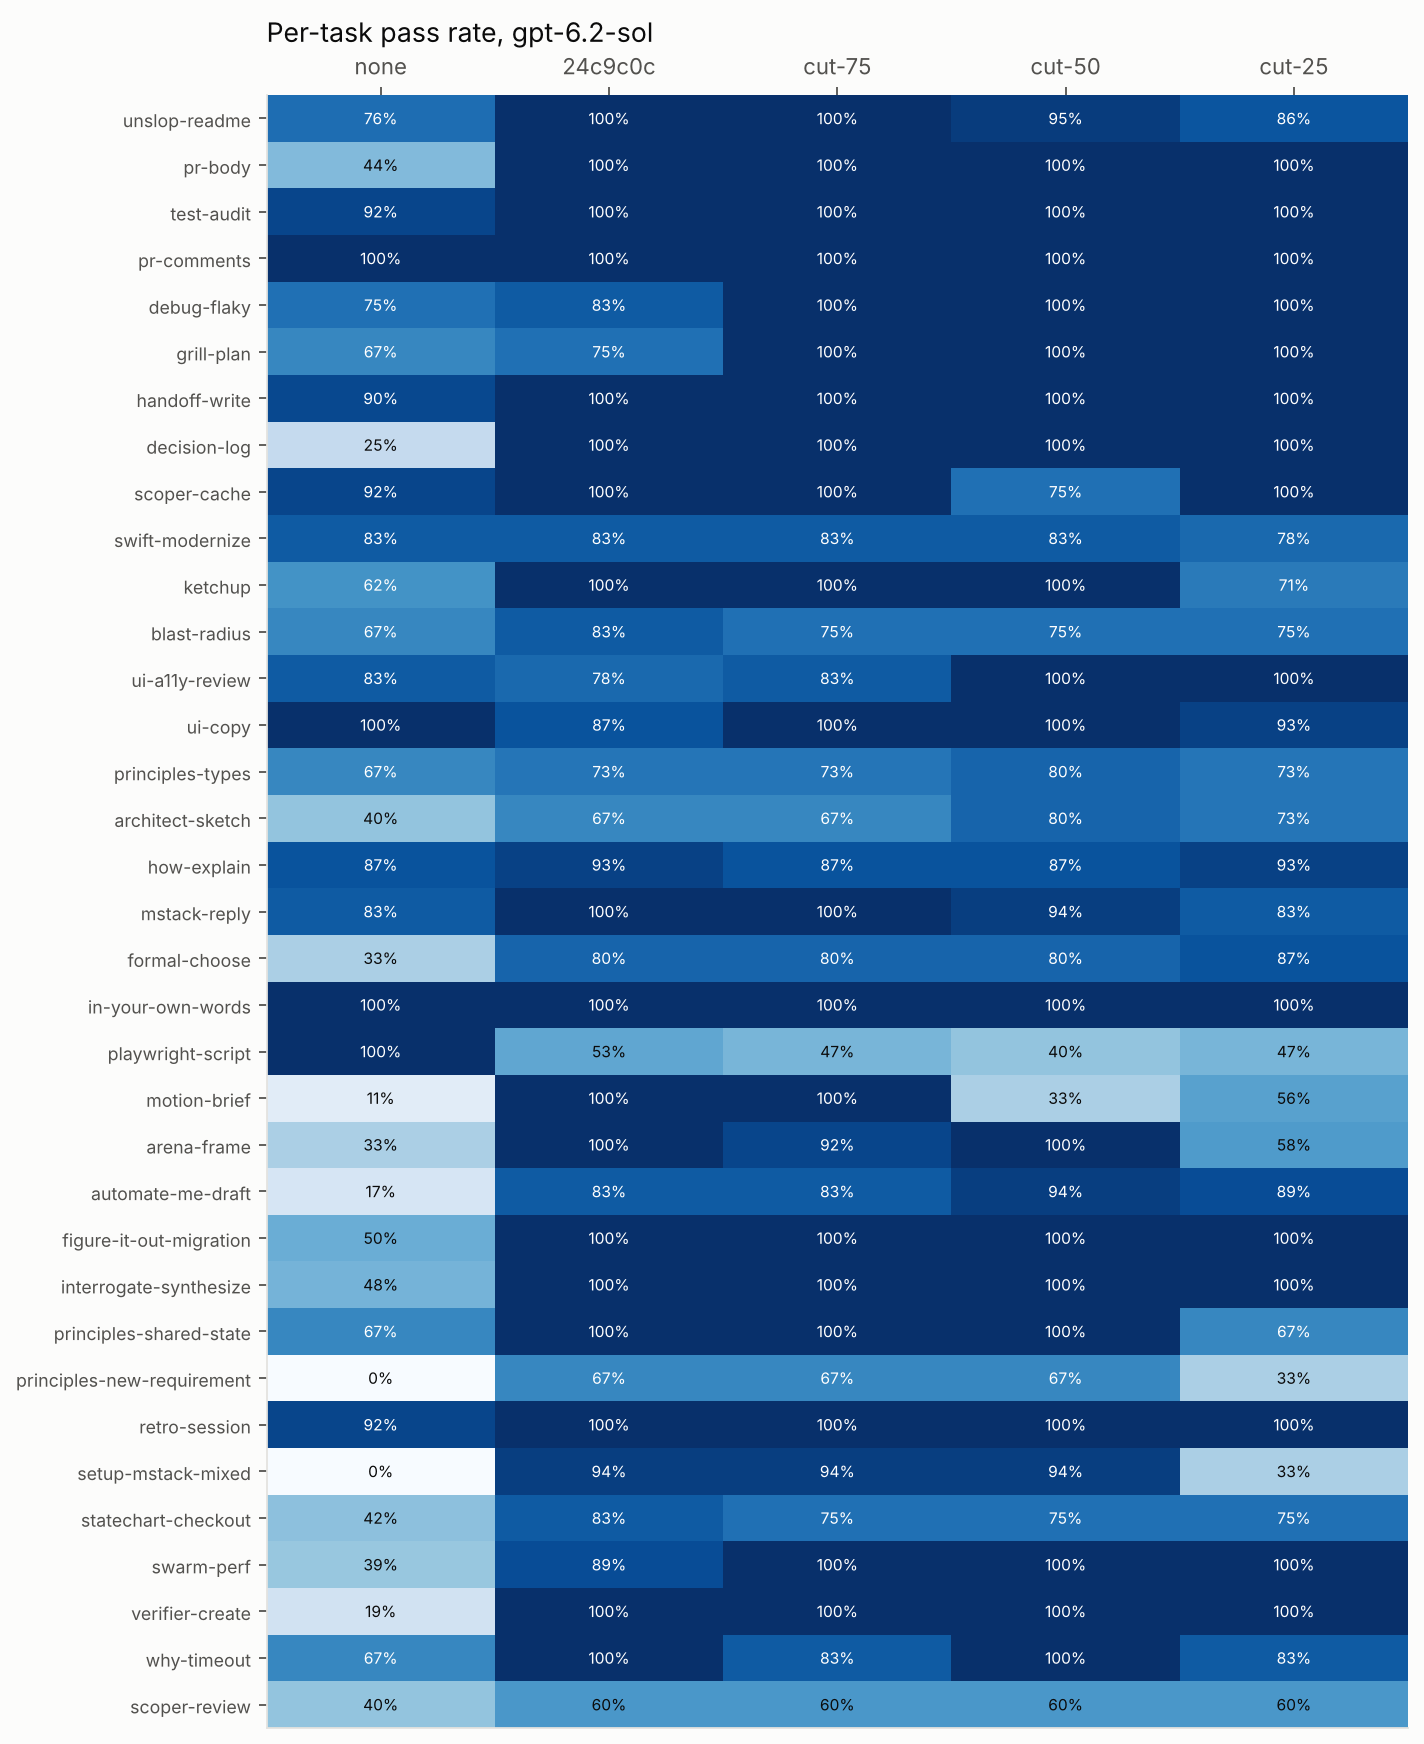 Per-task pass rate, gpt-6.2-sol
none 24c9c0c cut-75 cut-50 cut-25
unslop-readme 76% 100% 100% 95% 86%
pr-body 44% 100% 100% 100% 100%
test-audit 92% 100% 100% 100% 100%
pr-comments 100% 100% 100% 100% 100%
debug-flaky 75% 83% 100% 100% 100%
grill-plan 67% 75% 100% 100% 100%
handoff-write 90% 100% 100% 100% 100%
decision-log 25% 100% 100% 100% 100%
scoper-cache 92% 100% 100% 75% 100%
swift-modernize 83% 83% 83% 83% 78%
ketchup 62% 100% 100% 100% 71%
blast-radius 67% 83% 75% 75% 75%
ui-a11y-review 83% 78% 83% 100% 100%
ui-copy 100% 87% 100% 100% 93%
principles-types 67% 73% 73% 80% 73%
architect-sketch 40% 67% 67% 80% 73%
how-explain 87% 93% 87% 87% 93%
mstack-reply 83% 100% 100% 94% 83%
formal-choose 33% 80% 80% 80% 87%
in-your-own-words 100% 100% 100% 100% 100%
playwright-script 100% 53% 47% 40% 47%
motion-brief 11% 100% 100% 33% 56%
arena-frame 33% 100% 92% 100% 58%
automate-me-draft 17% 83% 83% 94% 89%
figure-it-out-migration 50% 100% 100% 100% 100%
interrogate-synthesize 48% 100% 100% 100% 100%
principles-shared-state 67% 100% 100% 100% 67%
principles-new-requirement 0% 67% 67% 67% 33%
retro-session 92% 100% 100% 100% 100%
setup-mstack-mixed 0% 94% 94% 94% 33%
statechart-checkout 42% 83% 75% 75% 75%
swarm-perf 39% 89% 100% 100% 100%
verifier-create 19% 100% 100% 100% 100%
why-timeout 67% 100% 83% 100% 83%
scoper-review 40% 60% 60% 60% 60%